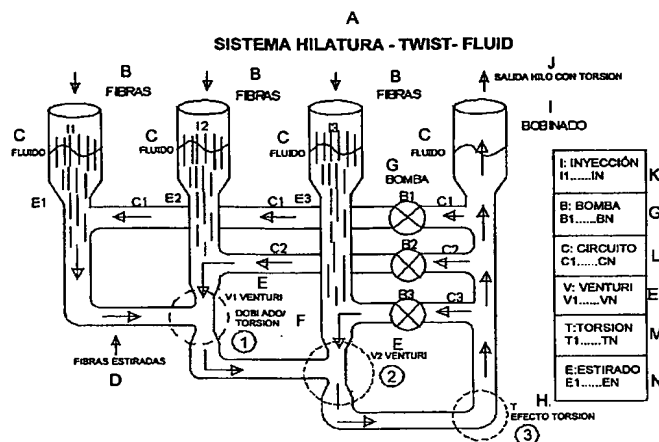 A
SISTEMA HILATURA - TWIST- FLUID
B
FIBRAS
B
FIBRAS
B
FIBRAS
J
SALIDA HILO CON TORSION
I
BOBINADO
I1
I2
I3
C
FLUIDO
C
FLUIDO
C
FLUIDO
C
FLUIDO
G
BOMBA
E1
C1
E2
C1
E3
B1
C1
C2
B2
C2
E
B3
C3
V1 VENTURI
DOBLADO/
TORSION
F
1
E
V2 VENTURI
2
FIBRAS ESTIRADAS
D
H.
T
EFECTO TORSION
3
I: INYECCIÓN
I1......IN
K
B: BOMBA
B1......BN
G
C: CIRCUITO
C1......CN
L
V: VENTURI
V1......VN
E
T:TORSION
T1......TN
M
E:ESTIRADO
E1......EN
N